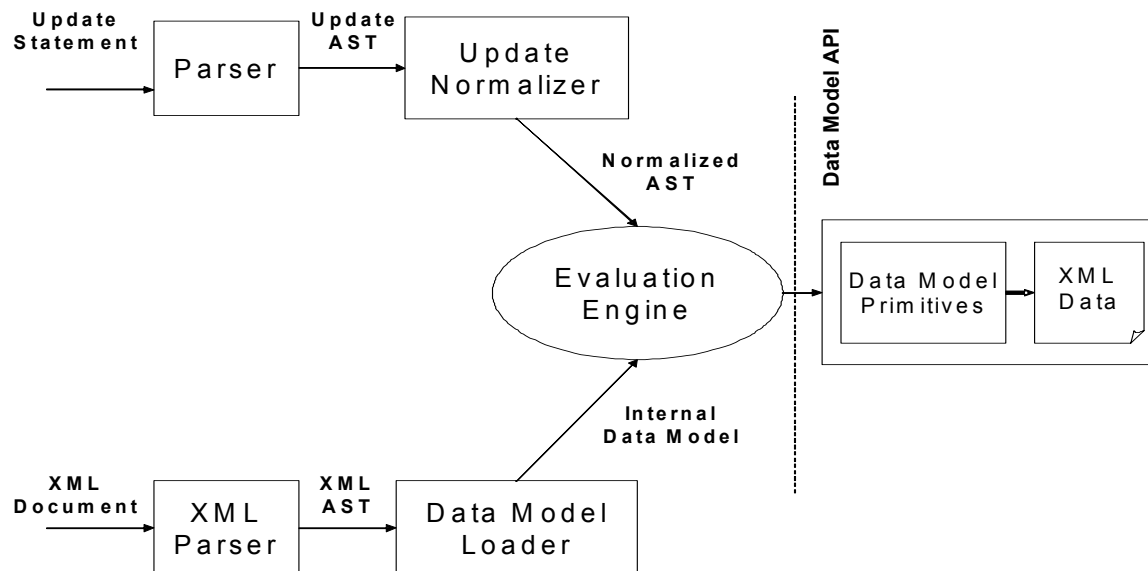 Update
Statement
Parser
Update
AST
Update
Normalizer
Normalized
AST
Data Model API
Evaluation
Engine
Data Model
Primitives
XML
Data
Internal
Data Model
XML
Document
XML
Parser
XML
AST
Data Model
Loader